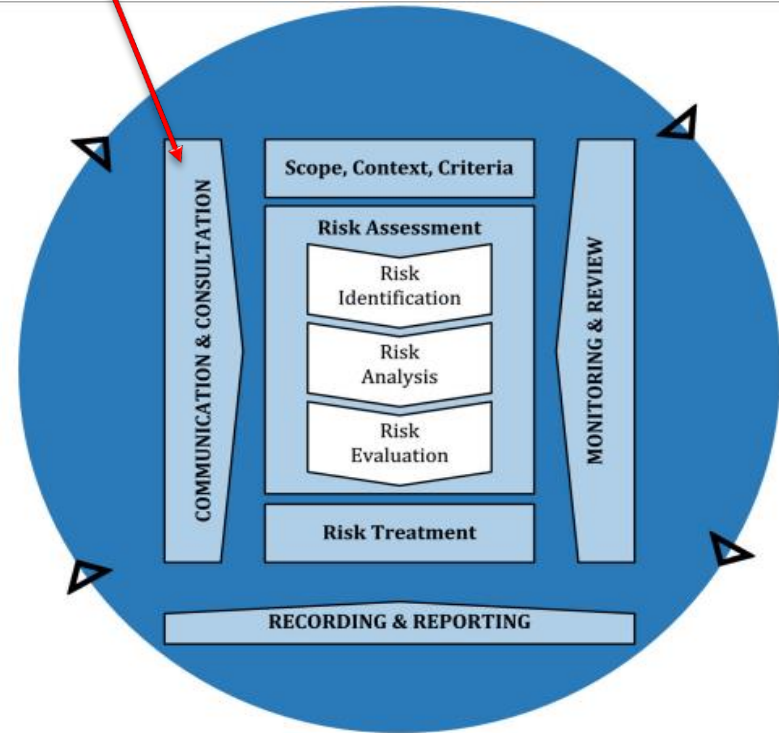 Scope, Context, Criteria
COMMUNICATION & CONSULTATION
Risk Assessment
Risk
Identification
Risk
Analysis
Risk
Evaluation
MONITORING & REVIEW
Risk Treatment
RECORDING & REPORTING